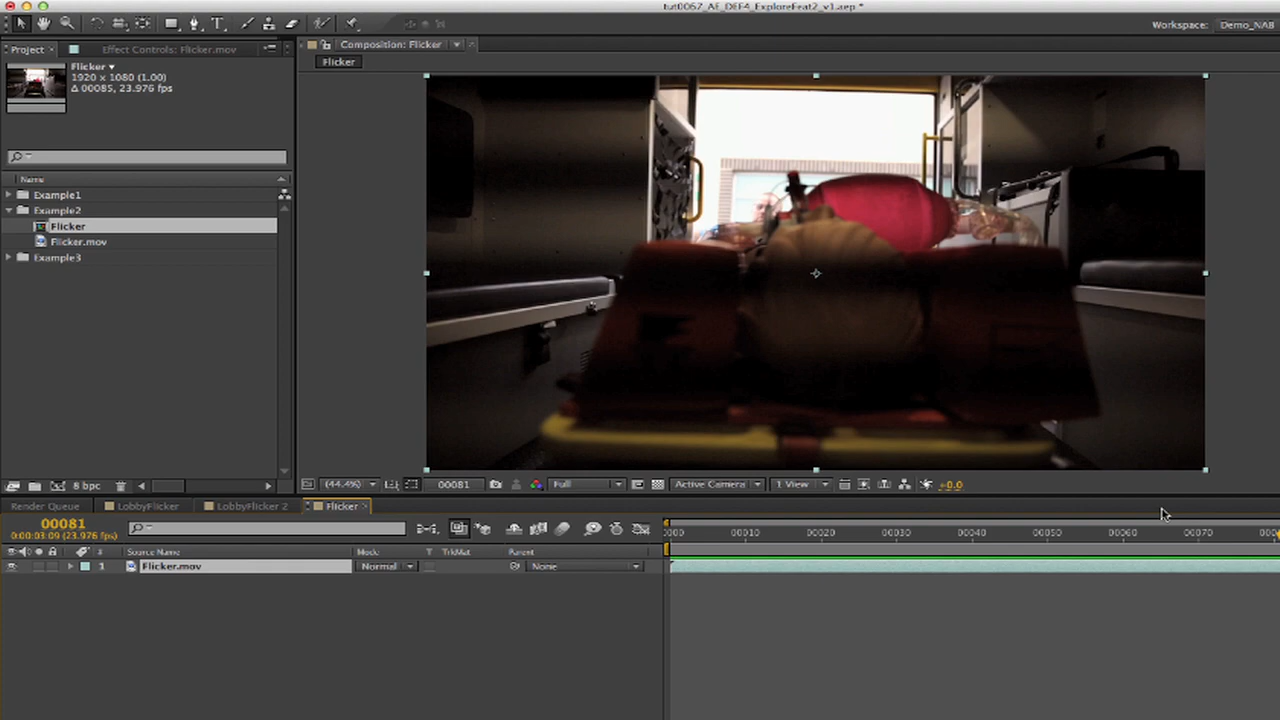 tut0067_AE_DEF4_ExploreFeat2_v1.aep *
Workspace: Demo_NAB
Project
Effect Controls: Flicker.mov
Composition: Flicker
Flicker
Flicker
1920 x 1080 (1.00)
Δ 00085, 23.976 fps
Name
Example1
Example2
Flicker
Flicker.mov
Example3
8 bpc
(44.4%)
00081
Full
Active Camera
1 View
+0.0
Render Queue
LobbyFlicker
LobbyFlicker 2
Flicker
00081
0:00:03:09 (23.976 fps)
0000 00010 00020 00030 00040 00050 00060 00070
# Source Name
Mode
T TrkMat
Parent
1 Flicker.mov
Normal
None